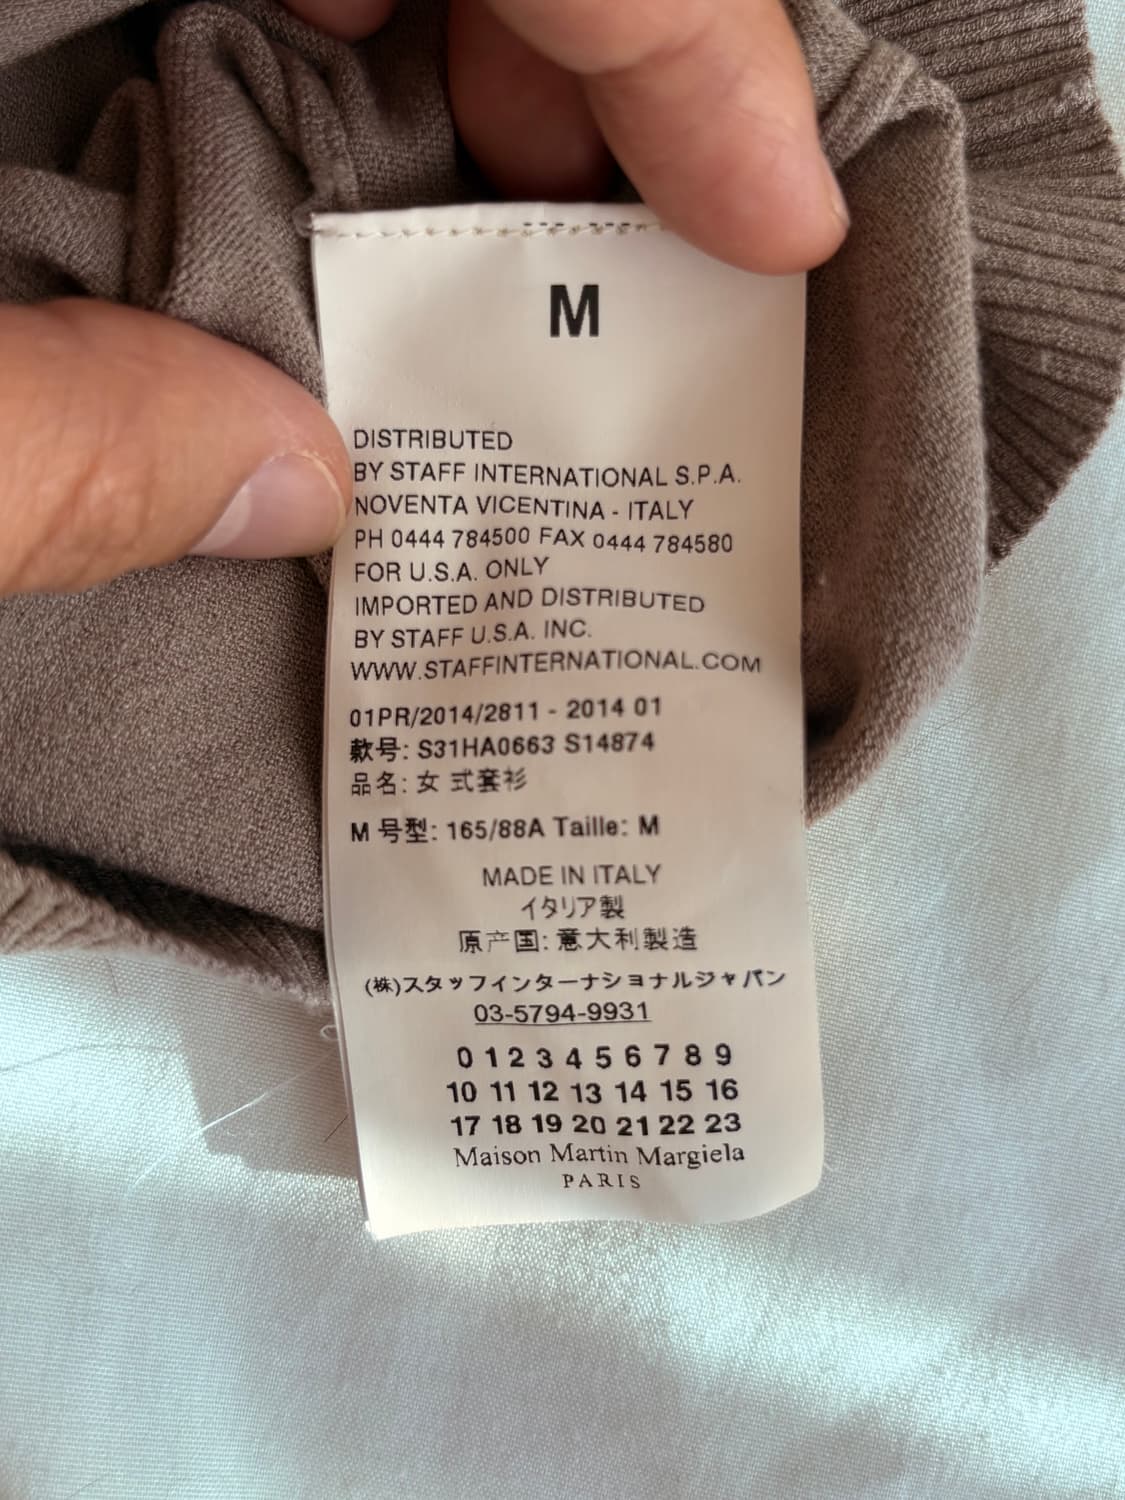 M
DISTRIBUTED
BY STAFF INTERNATIONAL S.P.A.
NOVENTA VICENTINA - ITALY
PH 0444 784500 FAX 0444 784580
FOR U.S.A. ONLY
IMPORTED AND DISTRIBUTED
BY STAFF U.S.A. INC.
WWW.STAFFINTERNATIONAL.COM
01PR/2014/2811 - 2014 01
款号: S31HA0663 S14874
品名: 女 式套衫
M 号型: 165/88A Taille: M
MADE IN ITALY
イタリア製
原产国: 意大利製造
(株)スタッフインターナショナルジャパン
03-5794-9931
0 1 2 3 4 5 6 7 8 9
10 11 12 13 14 15 16
17 18 19 20 21 22 23
Maison Martin Margiela
PARIS